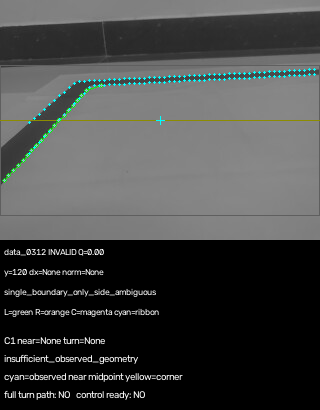 data_0312 INVALID Q=0.00
y=120 dx=None norm=None
single_boundary_only_side_ambiguous
L=green R=orange C=magenta cyan=ribbon
C1 near=None turn=None
insufficient_observed_geometry
cyan=observed near midpoint yellow=corner
full turn path: NO control ready: NO